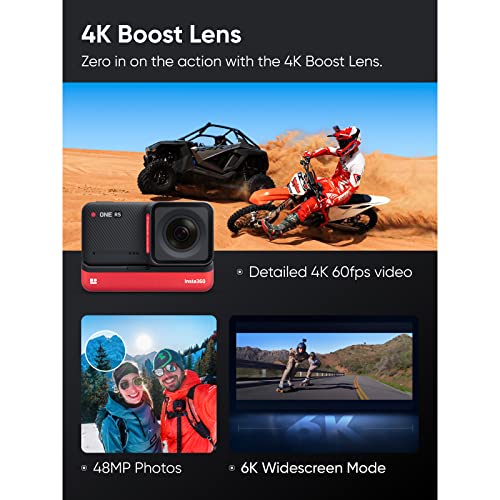 4K Boost Lens
Zero in on the action with the 4K Boost Lens.
ONE RS
Insta360
Detailed 4K 60fps video
6K
48MP Photos
6K Widescreen Mode